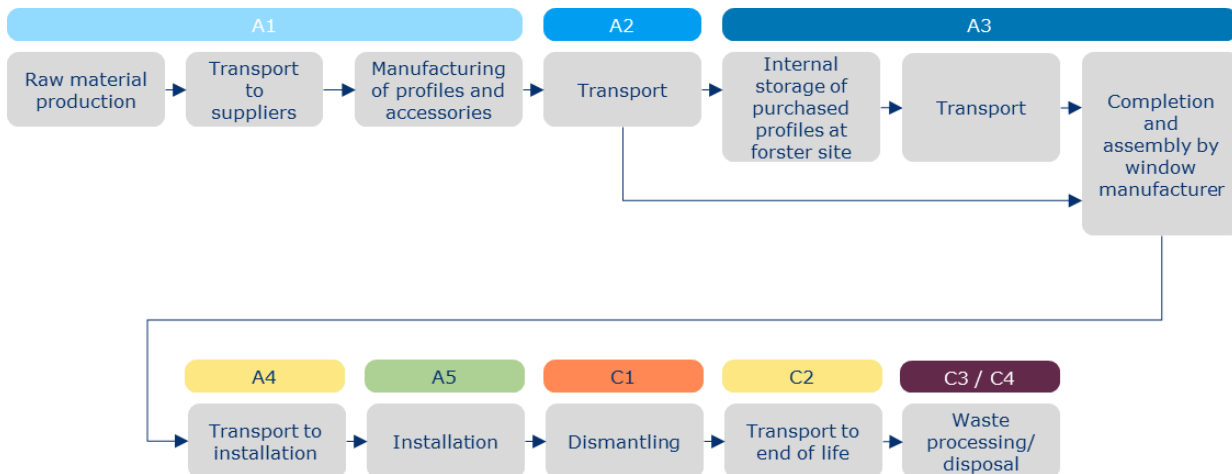 A1
A2
A3
Raw material
production
Transport
to
suppliers
Manufacturing
of profiles and
accessories
Transport
Internal
storage of
purchased
profiles at
forster site
Transport
Completion
and
assembly by
window
manufacturer
A4
A5
C1
C2
C3 / C4
Transport to
installation
Installation
Dismantling
Transport to
end of life
Waste
processing/
disposal